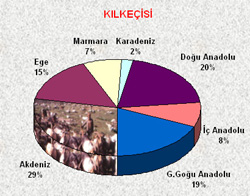 KILKEÇİSİ
Marmara
7%
Karadeniz
2%
Ege
15%
Doğu Anadolu
20%
İç Anadolu
8%
Akdeniz
29%
G.Goğu Anadolu
19%